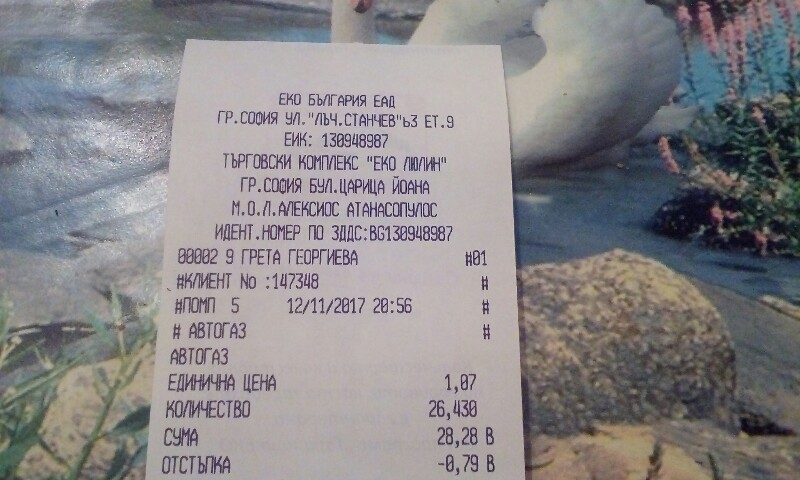 ЕКО БЪЛГАРИЯ ЕАД
ГР.СОФИЯ УЛ."ЛЪЧ.СТАНЧЕВ"ь3 ЕТ.9
ЕИК: 130948987
ТЪРГОВСКИ КОМПЛЕКС "ЕКО ЛЮЛИН"
ГР.СОФИЯ БУЛ.ЦАРИЦА ЙОАНА
М.О.Л.АЛЕКСИОС АТАНАСОПУЛОС
ИДЕНТ.НОМЕР ПО ЗДДС:BG130948987
00002 9 ГРЕТА ГЕОРГИЕВА #01
#КЛИЕНТ No :147348 #
#ПОМП 5 12/11/2017 20:56 #
# АВТОГАЗ #
АВТОГАЗ
ЕДИНИЧНА ЦЕНА 1,07
КОЛИЧЕСТВО 26,430
СУМА 28,28 В
ОТСТЪПКА -0,79 В